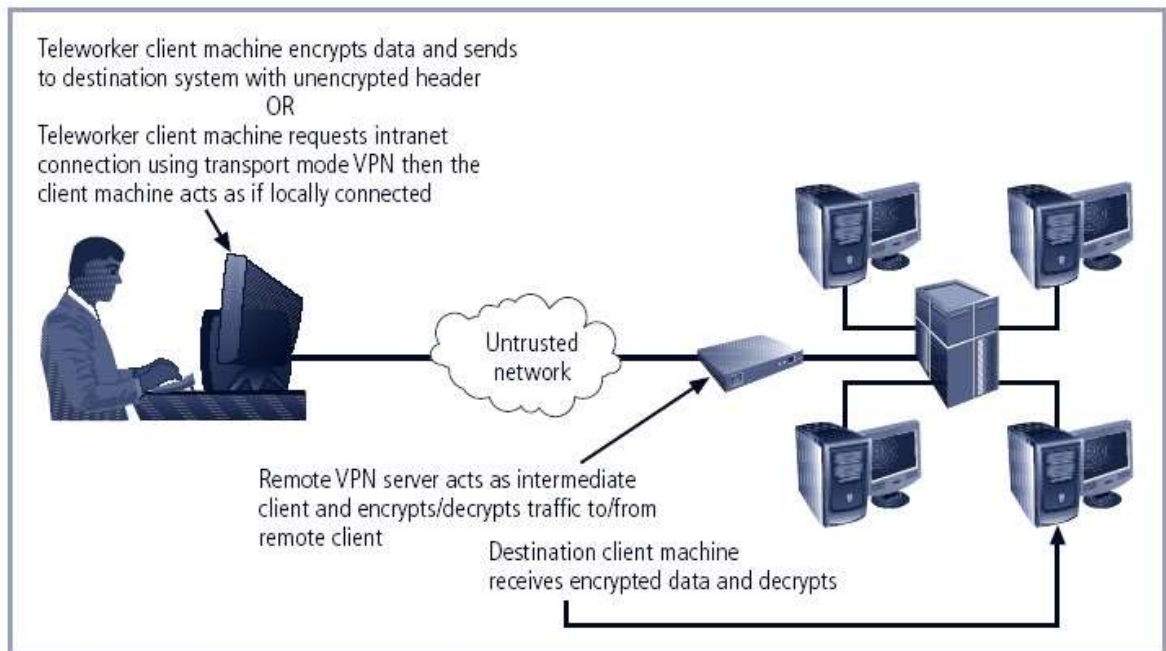 Teleworker client machine encrypts data and sends
to destination system with unencrypted header
OR
Teleworker client machine requests intranet
connection using transport mode VPN then the
client machine acts as if locally connected
Untrusted
network
Remote VPN server acts as intermediate
client and encrypts/decrypts traffic to/from
remote client
Destination client machine
receives encrypted data and decrypts